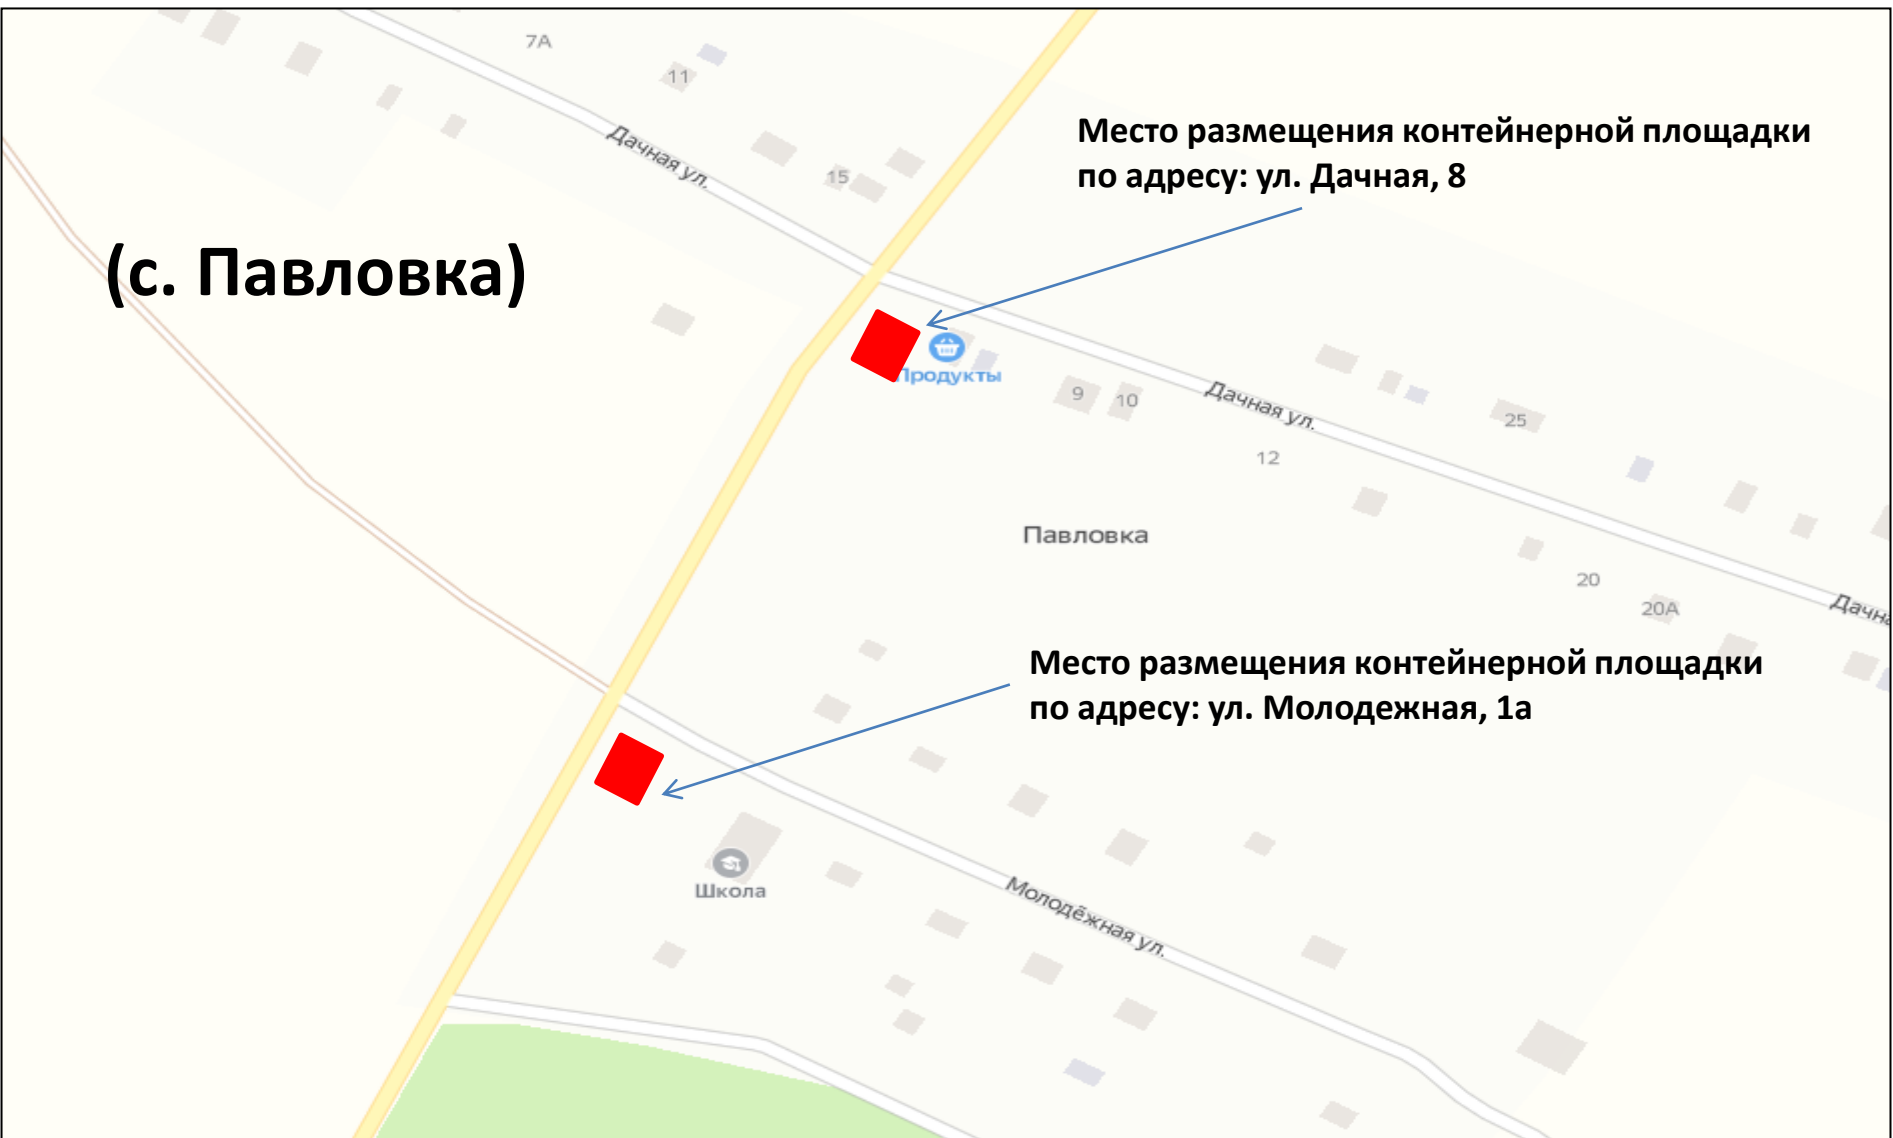 7А
11
Место размещения контейнерной площадки
по адресу: ул. Дачная, 8
Дачная ул.
15
(с. Павловка)
Продукты
9
10
Дачная ул.
25
12
Павловка
20
20А
Дачна
Место размещения контейнерной площадки
по адресу: ул. Молодежная, 1а
Школа
Молодёжная ул.